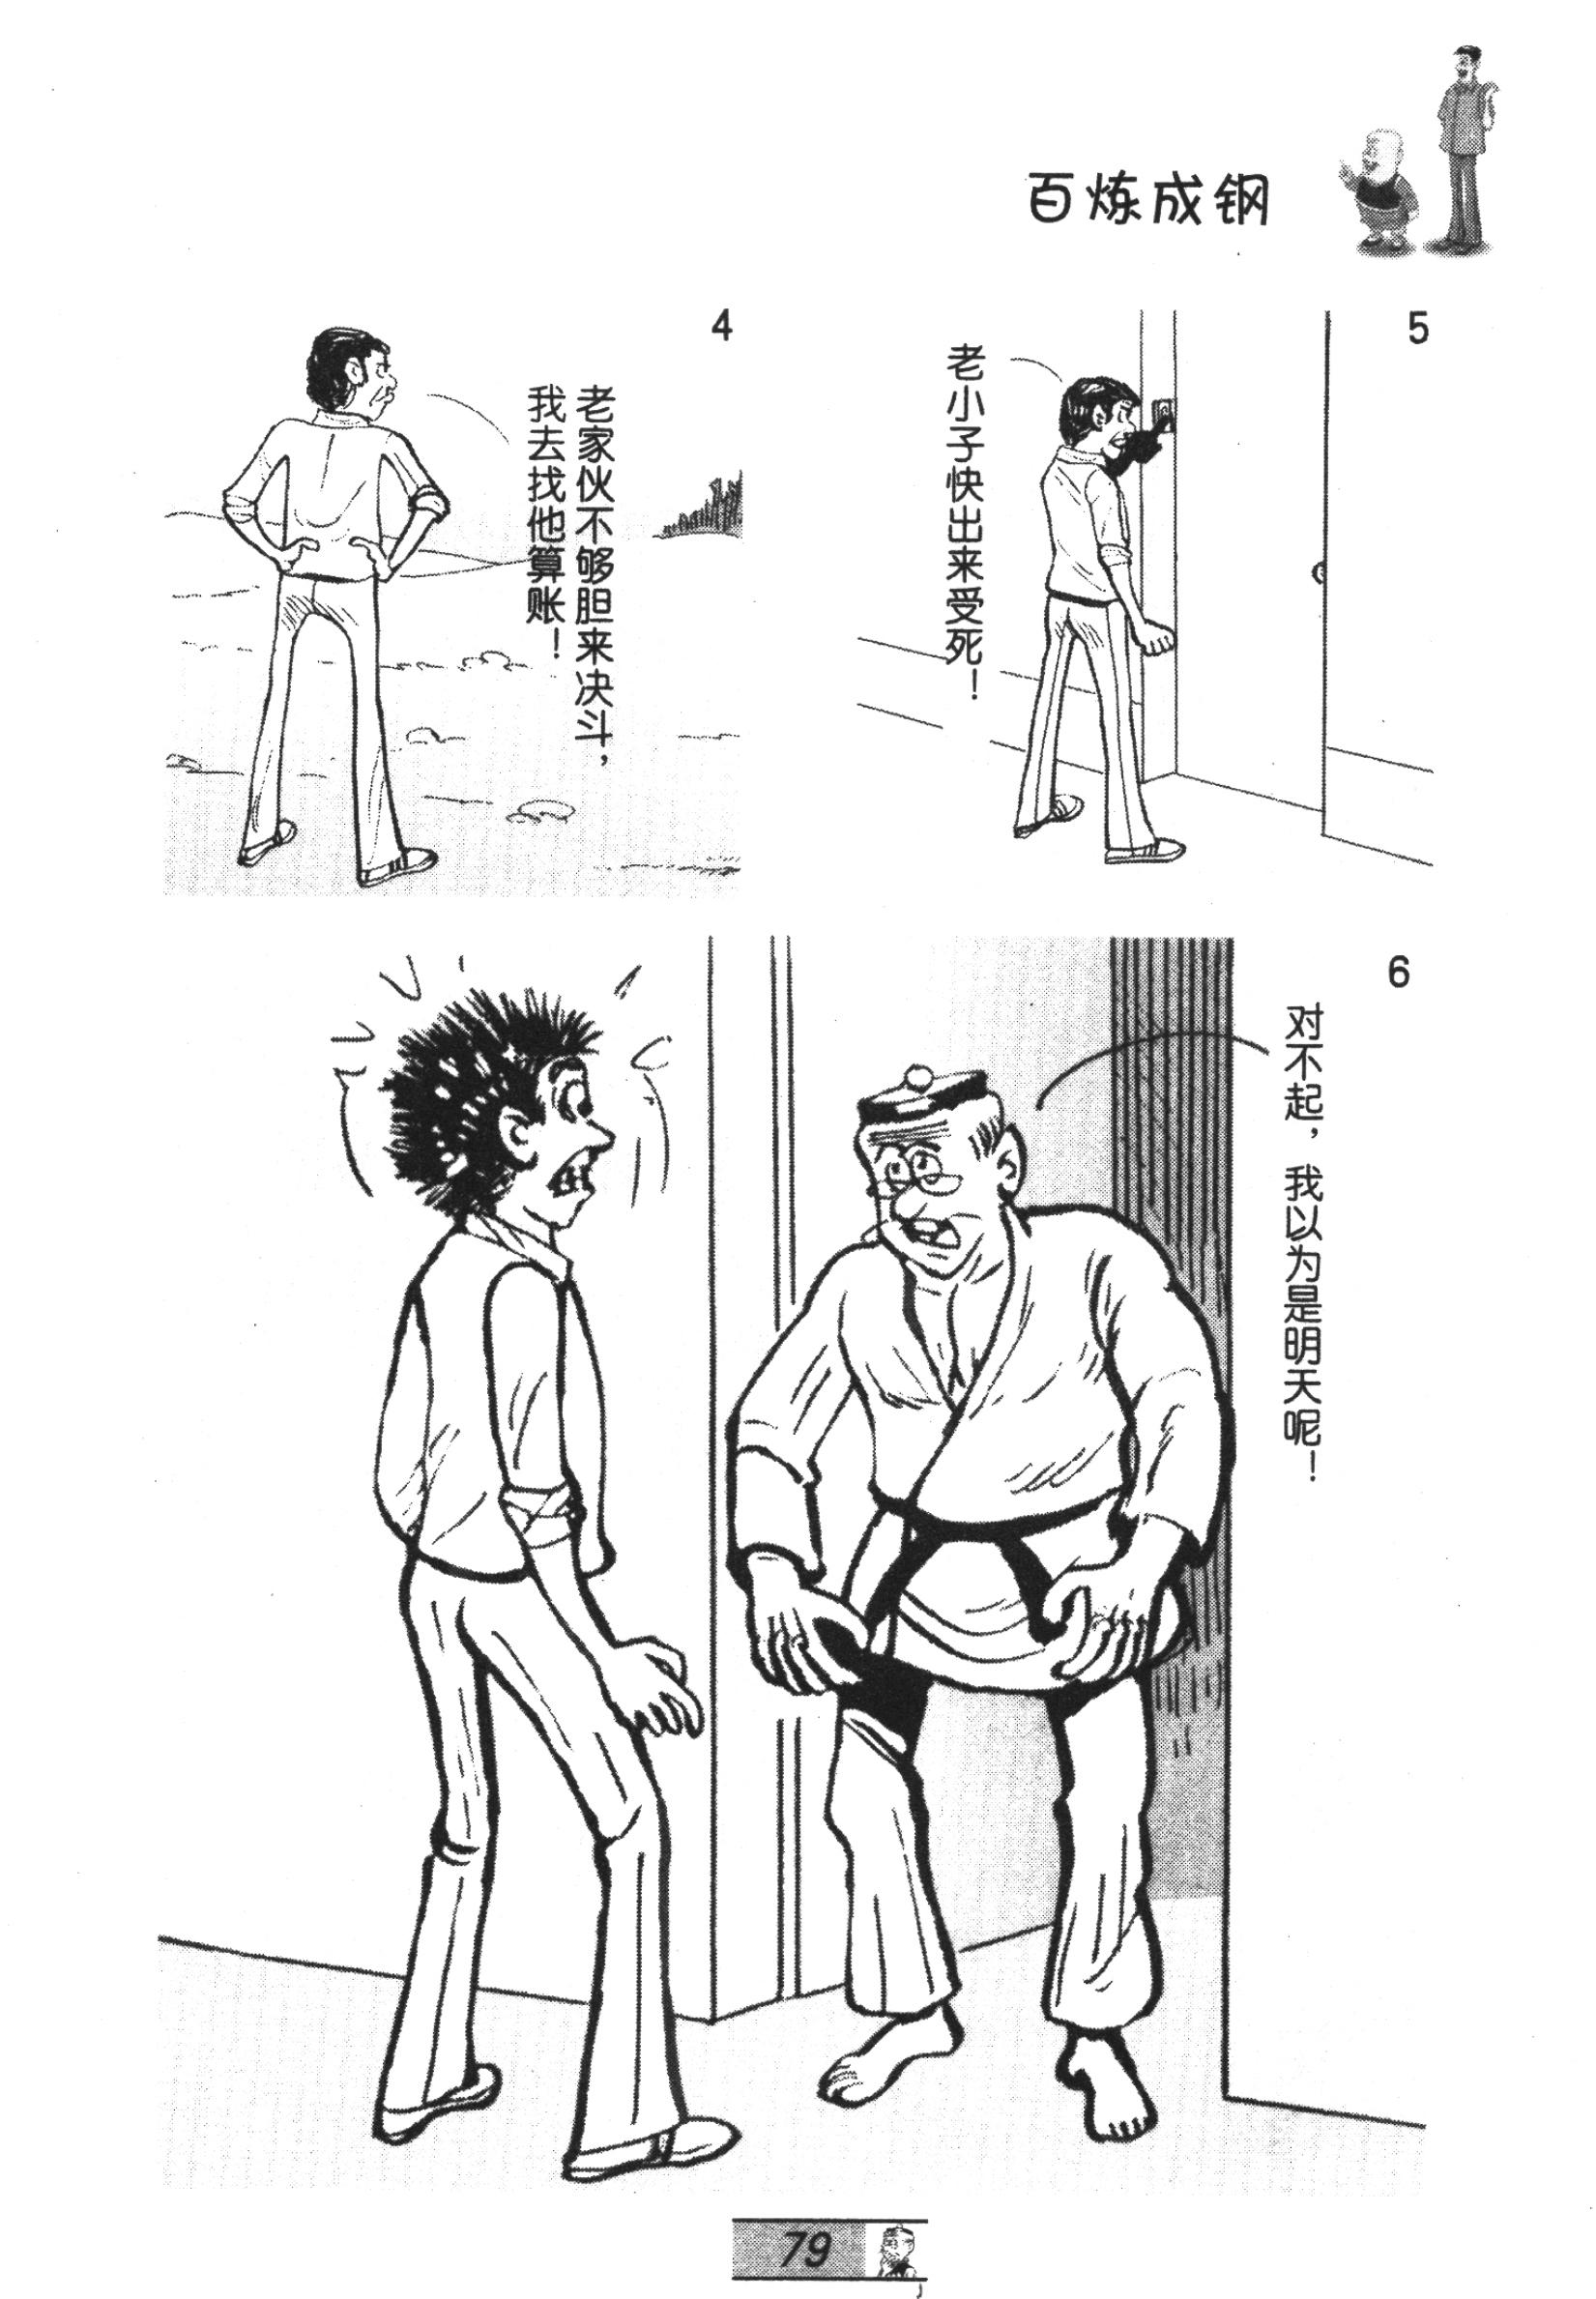 百炼成钢
4
老家伙不够胆来决斗，
我去找他算账！
5
老小子快出来受死！
6
对不起，我以为是明天呢！
79